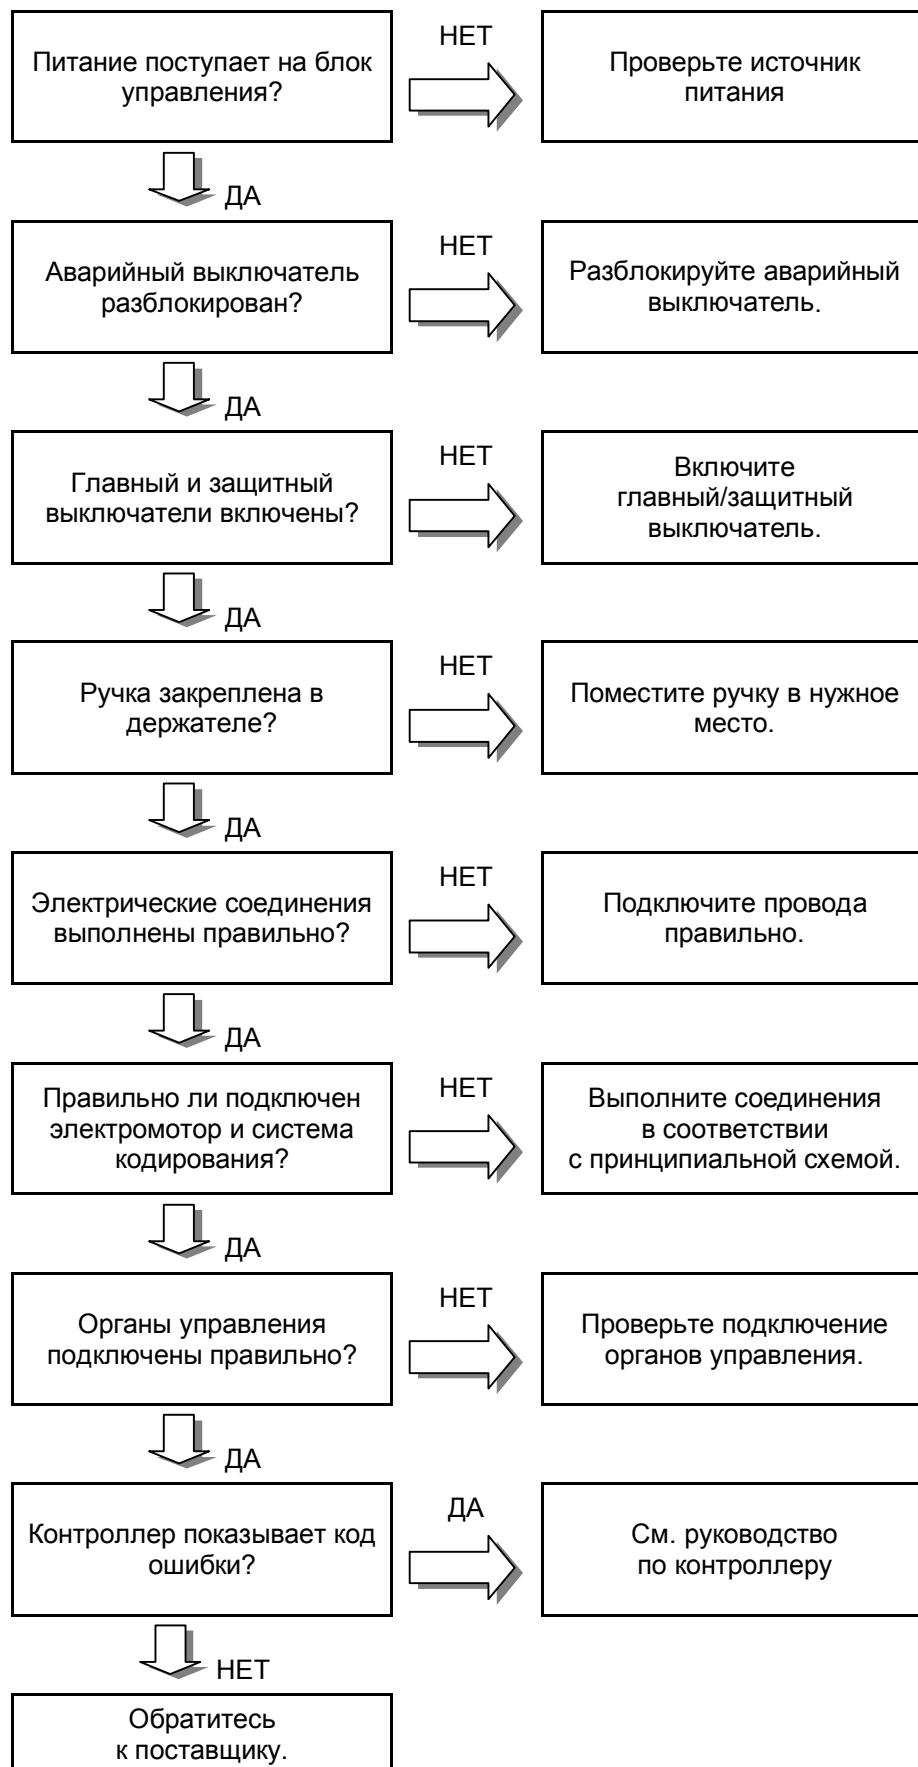 Питание поступает на блок
управления?
НЕТ
Проверьте источник
питания
ДА
Аварийный выключатель
разблокирован?
НЕТ
Разблокируйте аварийный
выключатель.
ДА
Главный и защитный
выключатели включены?
НЕТ
Включите
главный/защитный
выключатель.
ДА
Ручка закреплена в
держателе?
НЕТ
Поместите ручку в нужное
место.
ДА
Электрические соединения
выполнены правильно?
НЕТ
Подключите провода
правильно.
ДА
Правильно ли подключен
электромотор и система
кодирования?
НЕТ
Выполните соединения
в соответствии
с принципиальной схемой.
ДА
Органы управления
подключены правильно?
НЕТ
Проверьте подключение
органов управления.
ДА
Контроллер показывает код
ошибки?
ДА
См. руководство
по контроллеру
НЕТ
Обратитесь
к поставщику.